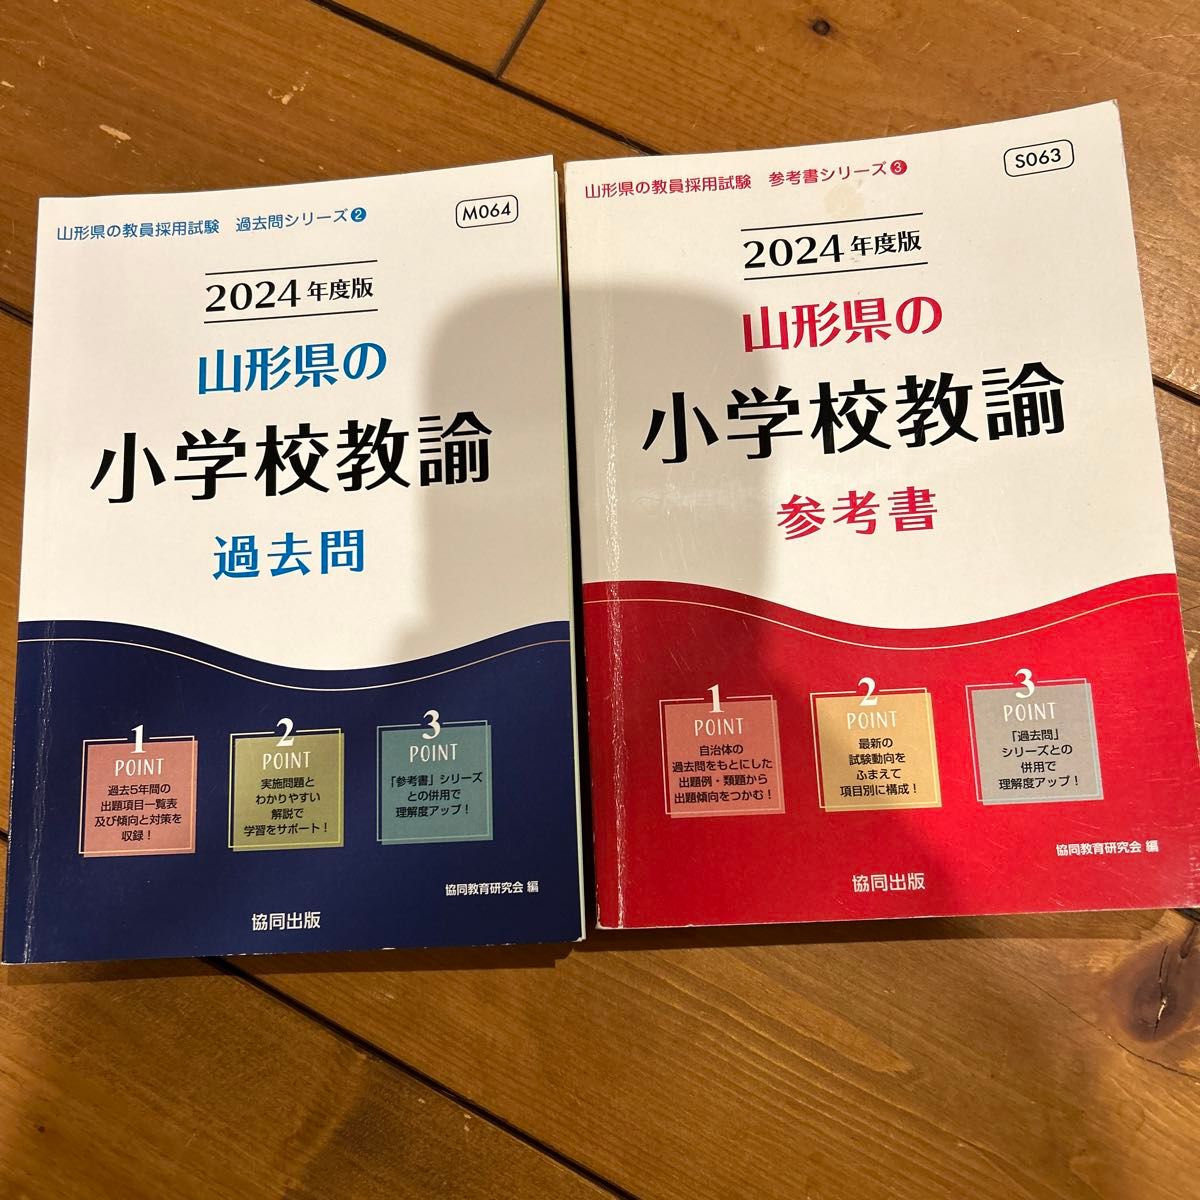 山形県の教員採用試験 過去問シリーズ❷
M064
2024年度版
山形県の
小学校教諭
過去問
1
POINT
過去5年間の
出題項目一覧表
及び傾向と対策を
収録！
2
POINT
実施問題と
わかりやすい
解説で
学習をサポート！
3
POINT
「参考書」シリーズ
との併用で
理解度アップ！
協同教育研究会 編
協同出版
山形県の教員採用試験 参考書シリーズ❸
S063
2024年度版
山形県の
小学校教諭
参考書
1
POINT
自治体の
過去問をもとにした
出題例・類題から
出題傾向をつかむ！
2
POINT
最新の
試験動向を
ふまえて
項目別に構成！
3
POINT
「過去問」
シリーズとの
併用で
理解度アップ！
協同教育研究会 編
協同出版